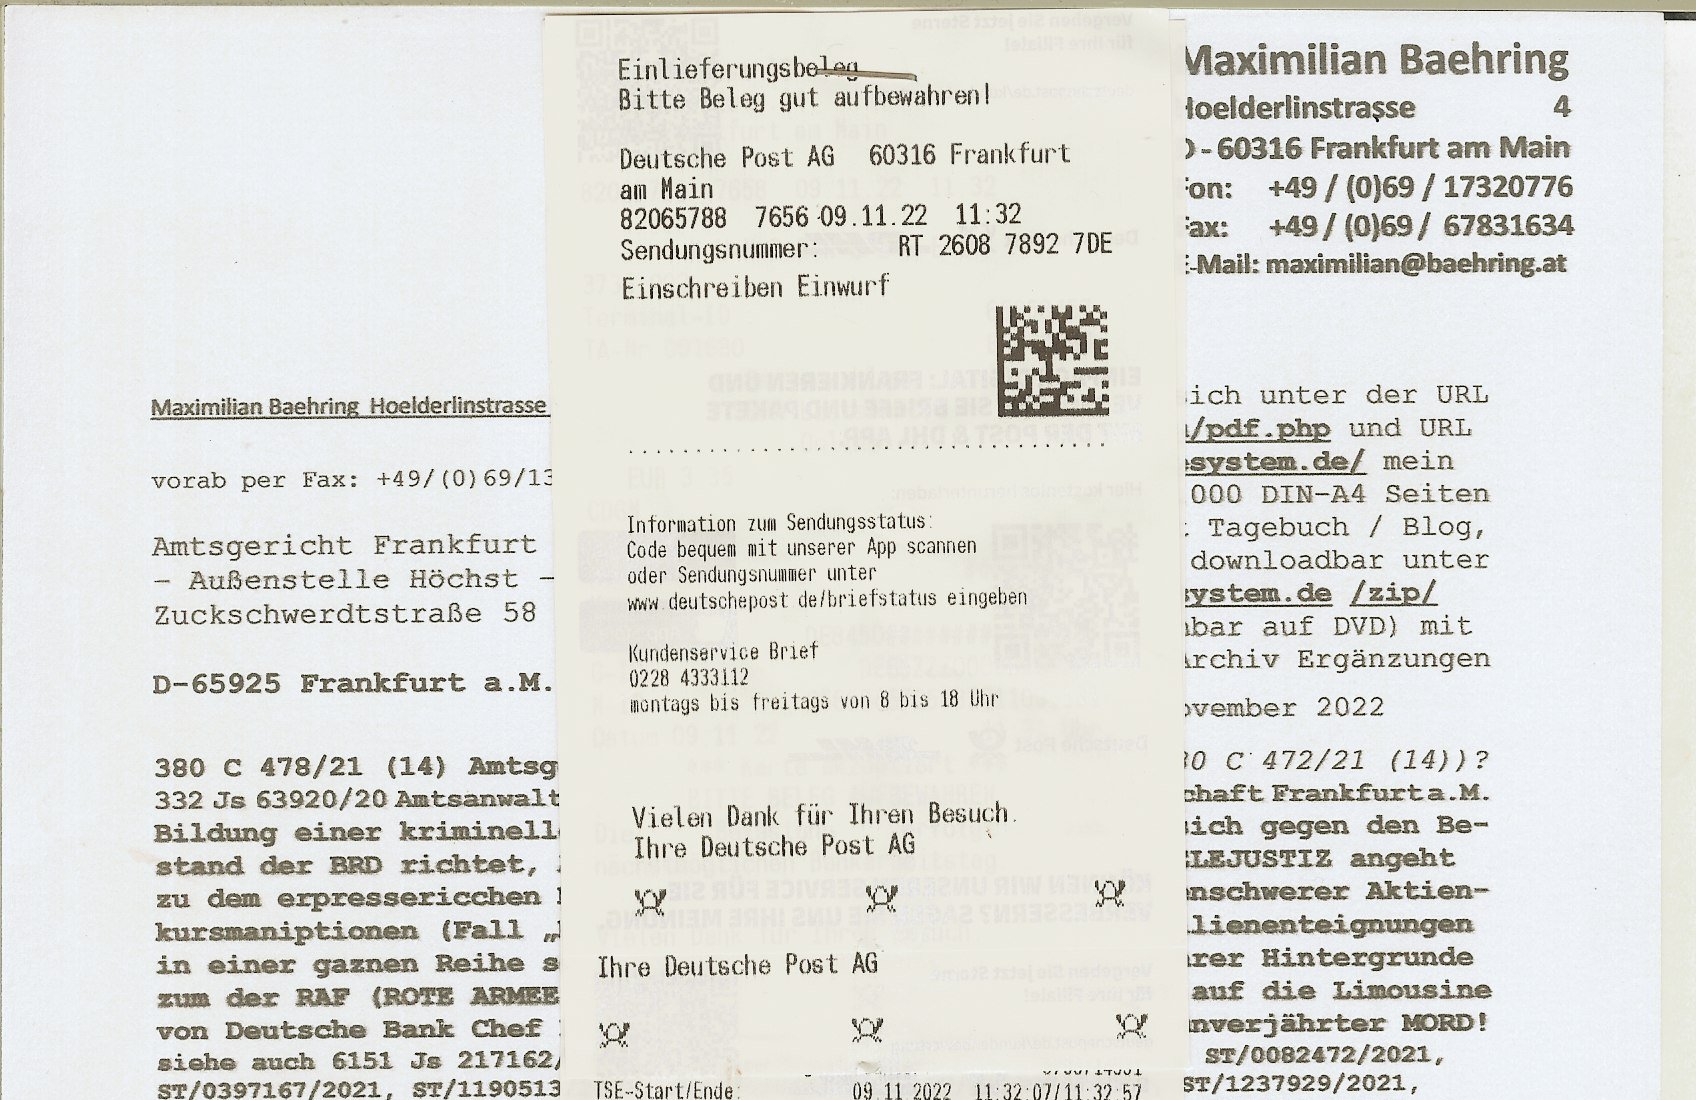 Einlieferungsbeleg
Bitte Beleg gut aufbewahren!
Deutsche Post AG 60316 Frankfurt
am Main
82065788 7656 09.11.22 11:32
Sendungsnummer: RT 2608 7892 7DE
Einschreiben Einwurf
Information zum Sendungsstatus:
Code bequem mit unserer App scannen
oder Sendungsnummer unter
www.deutschepost.de/briefstatus eingeben
Kundenservice Brief
0228 4333112
montags bis freitags von 8 bis 18 Uhr
Vielen Dank für Ihren Besuch.
Ihre Deutsche Post AG
Ihre Deutsche Post AG
TSE-Start/Ende: 09.11.2022 11:32:07/11:32:57
Maximilian Baehring Hoelderlinstrasse
vorab per Fax: +49/(0)69/13
Amtsgericht Frankfurt
– Außenstelle Höchst –
Zuckschwerdtstraße 58
D-65925 Frankfurt a.M.
380 C 478/21 (14) Amtsg
332 Js 63920/20 Amtsanwalt
Bildung einer kriminell
stand der BRD richtet,
zu dem erpressericchen
kursmaniptionen (Fall „
in einer gaznen Reihe s
zum der RAF (ROTE ARMEE
von Deutsche Bank Chef
siehe auch 6151 Js 217162/
ST/0397167/2021, ST/1190513
Maximilian Baehring
Hoelderlinstrasse 4
D - 60316 Frankfurt am Main
Fon: +49 / (0)69 / 17320776
Fax: +49 / (0)69 / 67831634
E-Mail: maximilian@baehring.at
sich unter der URL
/pdf.php und URL
system.de/ mein
000 DIN-A4 Seiten
Tagebuch / Blog,
downloadbar unter
system.de /zip/
bar auf DVD) mit
Archiv Ergänzungen
ovember 2022
0 C 472/21 (14))?
chaft Frankfurt a.M.
sich gegen den Be-
LEJUSTIZ angeht
nschwerer Aktien-
lienenteignungen
rer Hintergrunde
auf die Limousine
nverjährter MORD!
ST/0082472/2021,
ST/1237929/2021,